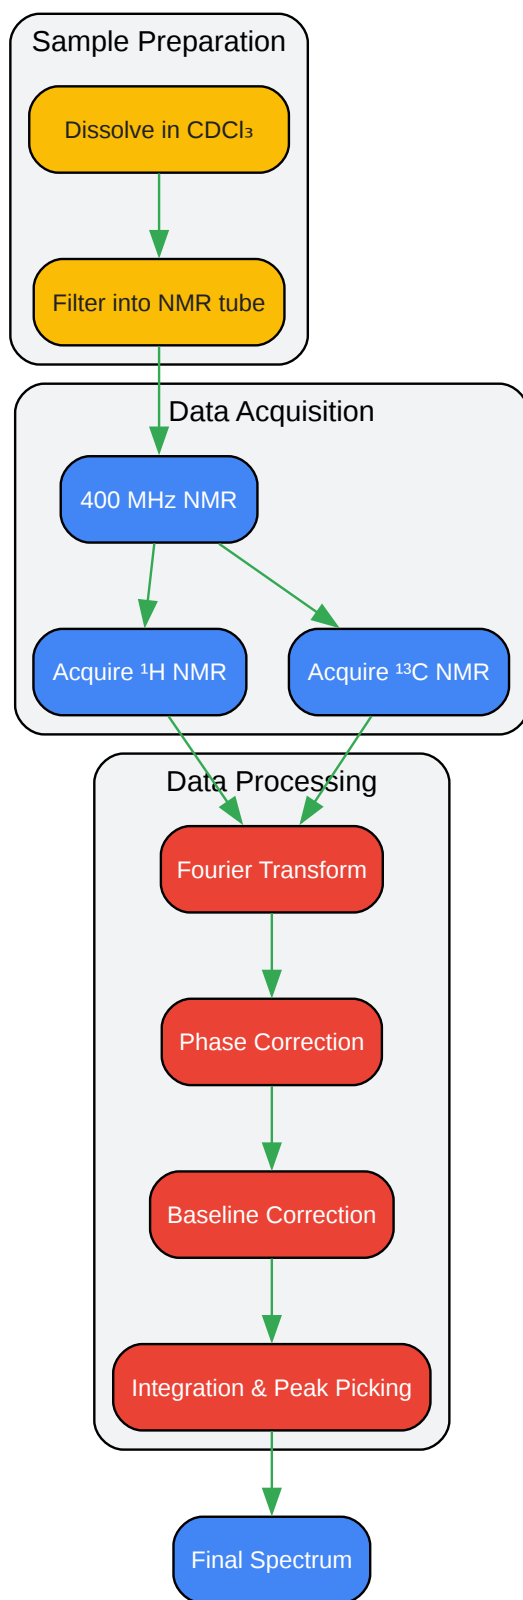 Sample Preparation
Dissolve in CDCl₃
Filter into NMR tube
Data Acquisition
400 MHz NMR
Acquire ¹H NMR
Acquire ¹³C NMR
Data Processing
Fourier Transform
Phase Correction
Baseline Correction
Integration & Peak Picking
Final Spectrum